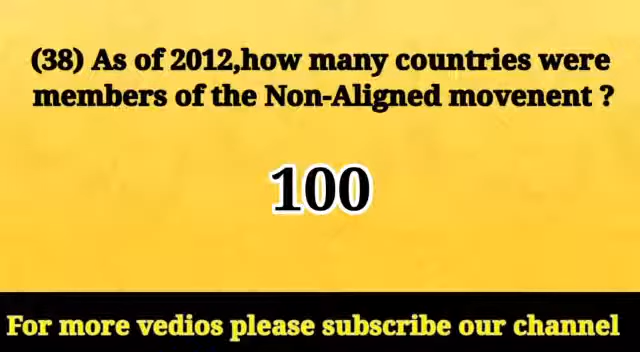 (38) As of 2012,how many countries were
members of the Non-Aligned movenent ?
100
For more vedios please subscribe our channel